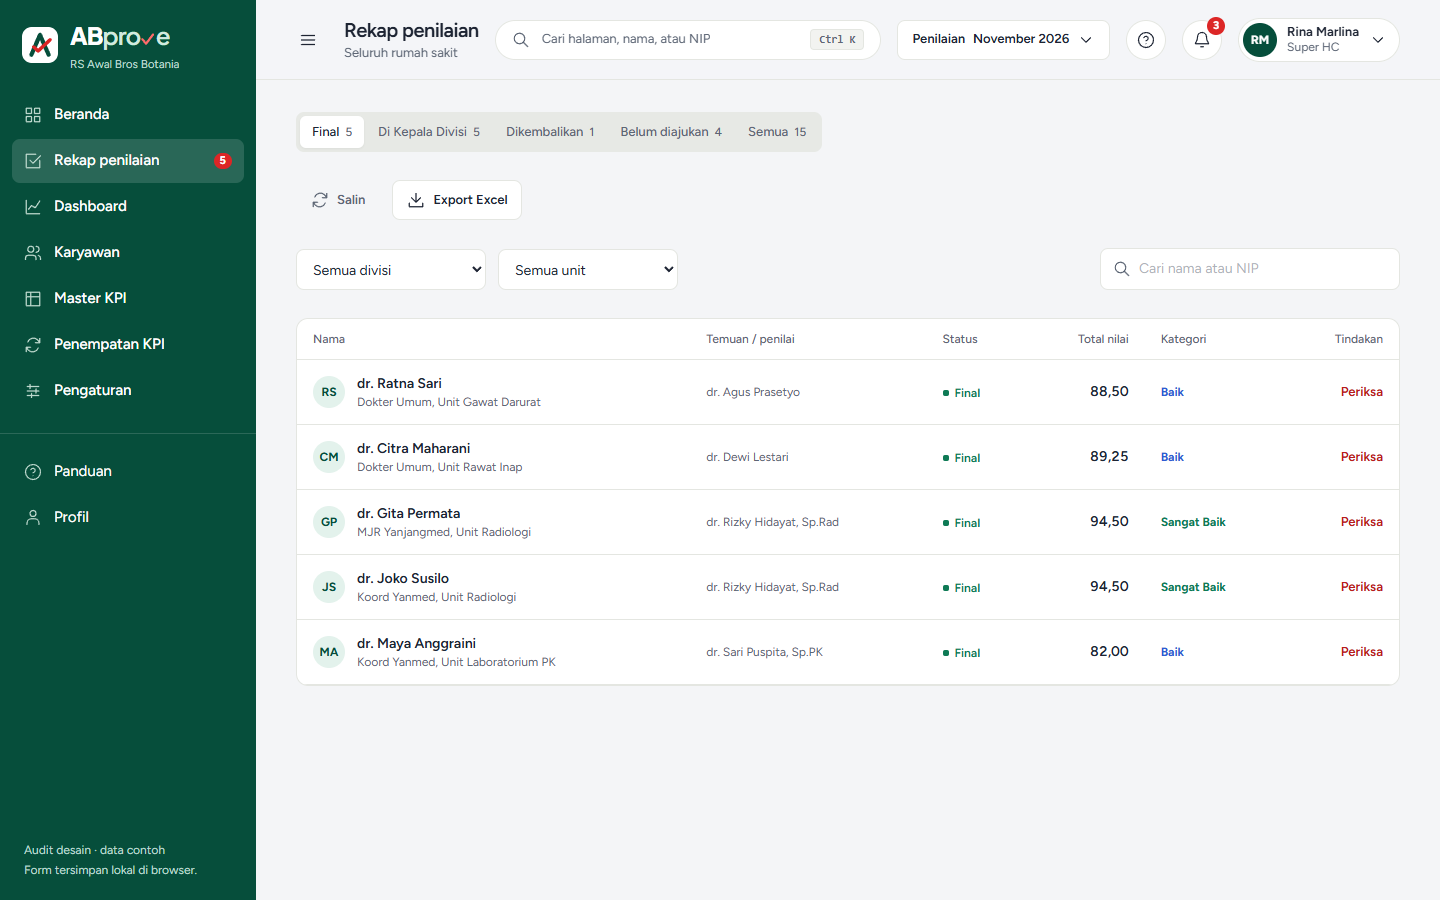 ABprove
RS Awal Bros Botania
Beranda
Rekap penilaian 5
Dashboard
Karyawan
Master KPI
Penempatan KPI
Pengaturan
Panduan
Profil
Audit desain · data contoh
Form tersimpan lokal di browser.
Rekap penilaian
Seluruh rumah sakit
Cari halaman, nama, atau NIP Ctrl K
Penilaian November 2026
3
RM
Rina Marlina
Super HC
Final 5 Di Kepala Divisi 5 Dikembalikan 1 Belum diajukan 4 Semua 15
Salin Export Excel
Semua divisi Semua unit Cari nama atau NIP
Nama Temuan / penilai Status Total nilai Kategori Tindakan
RS dr. Ratna Sari dr. Agus Prasetyo Final 88,50 Baik Periksa
Dokter Umum, Unit Gawat Darurat
CM dr. Citra Maharani dr. Dewi Lestari Final 89,25 Baik Periksa
Dokter Umum, Unit Rawat Inap
GP dr. Gita Permata dr. Rizky Hidayat, Sp.Rad Final 94,50 Sangat Baik Periksa
MJR Yanjangmed, Unit Radiologi
JS dr. Joko Susilo dr. Rizky Hidayat, Sp.Rad Final 94,50 Sangat Baik Periksa
Koord Yanmed, Unit Radiologi
MA dr. Maya Anggraini dr. Sari Puspita, Sp.PK Final 82,00 Baik Periksa
Koord Yanmed, Unit Laboratorium PK